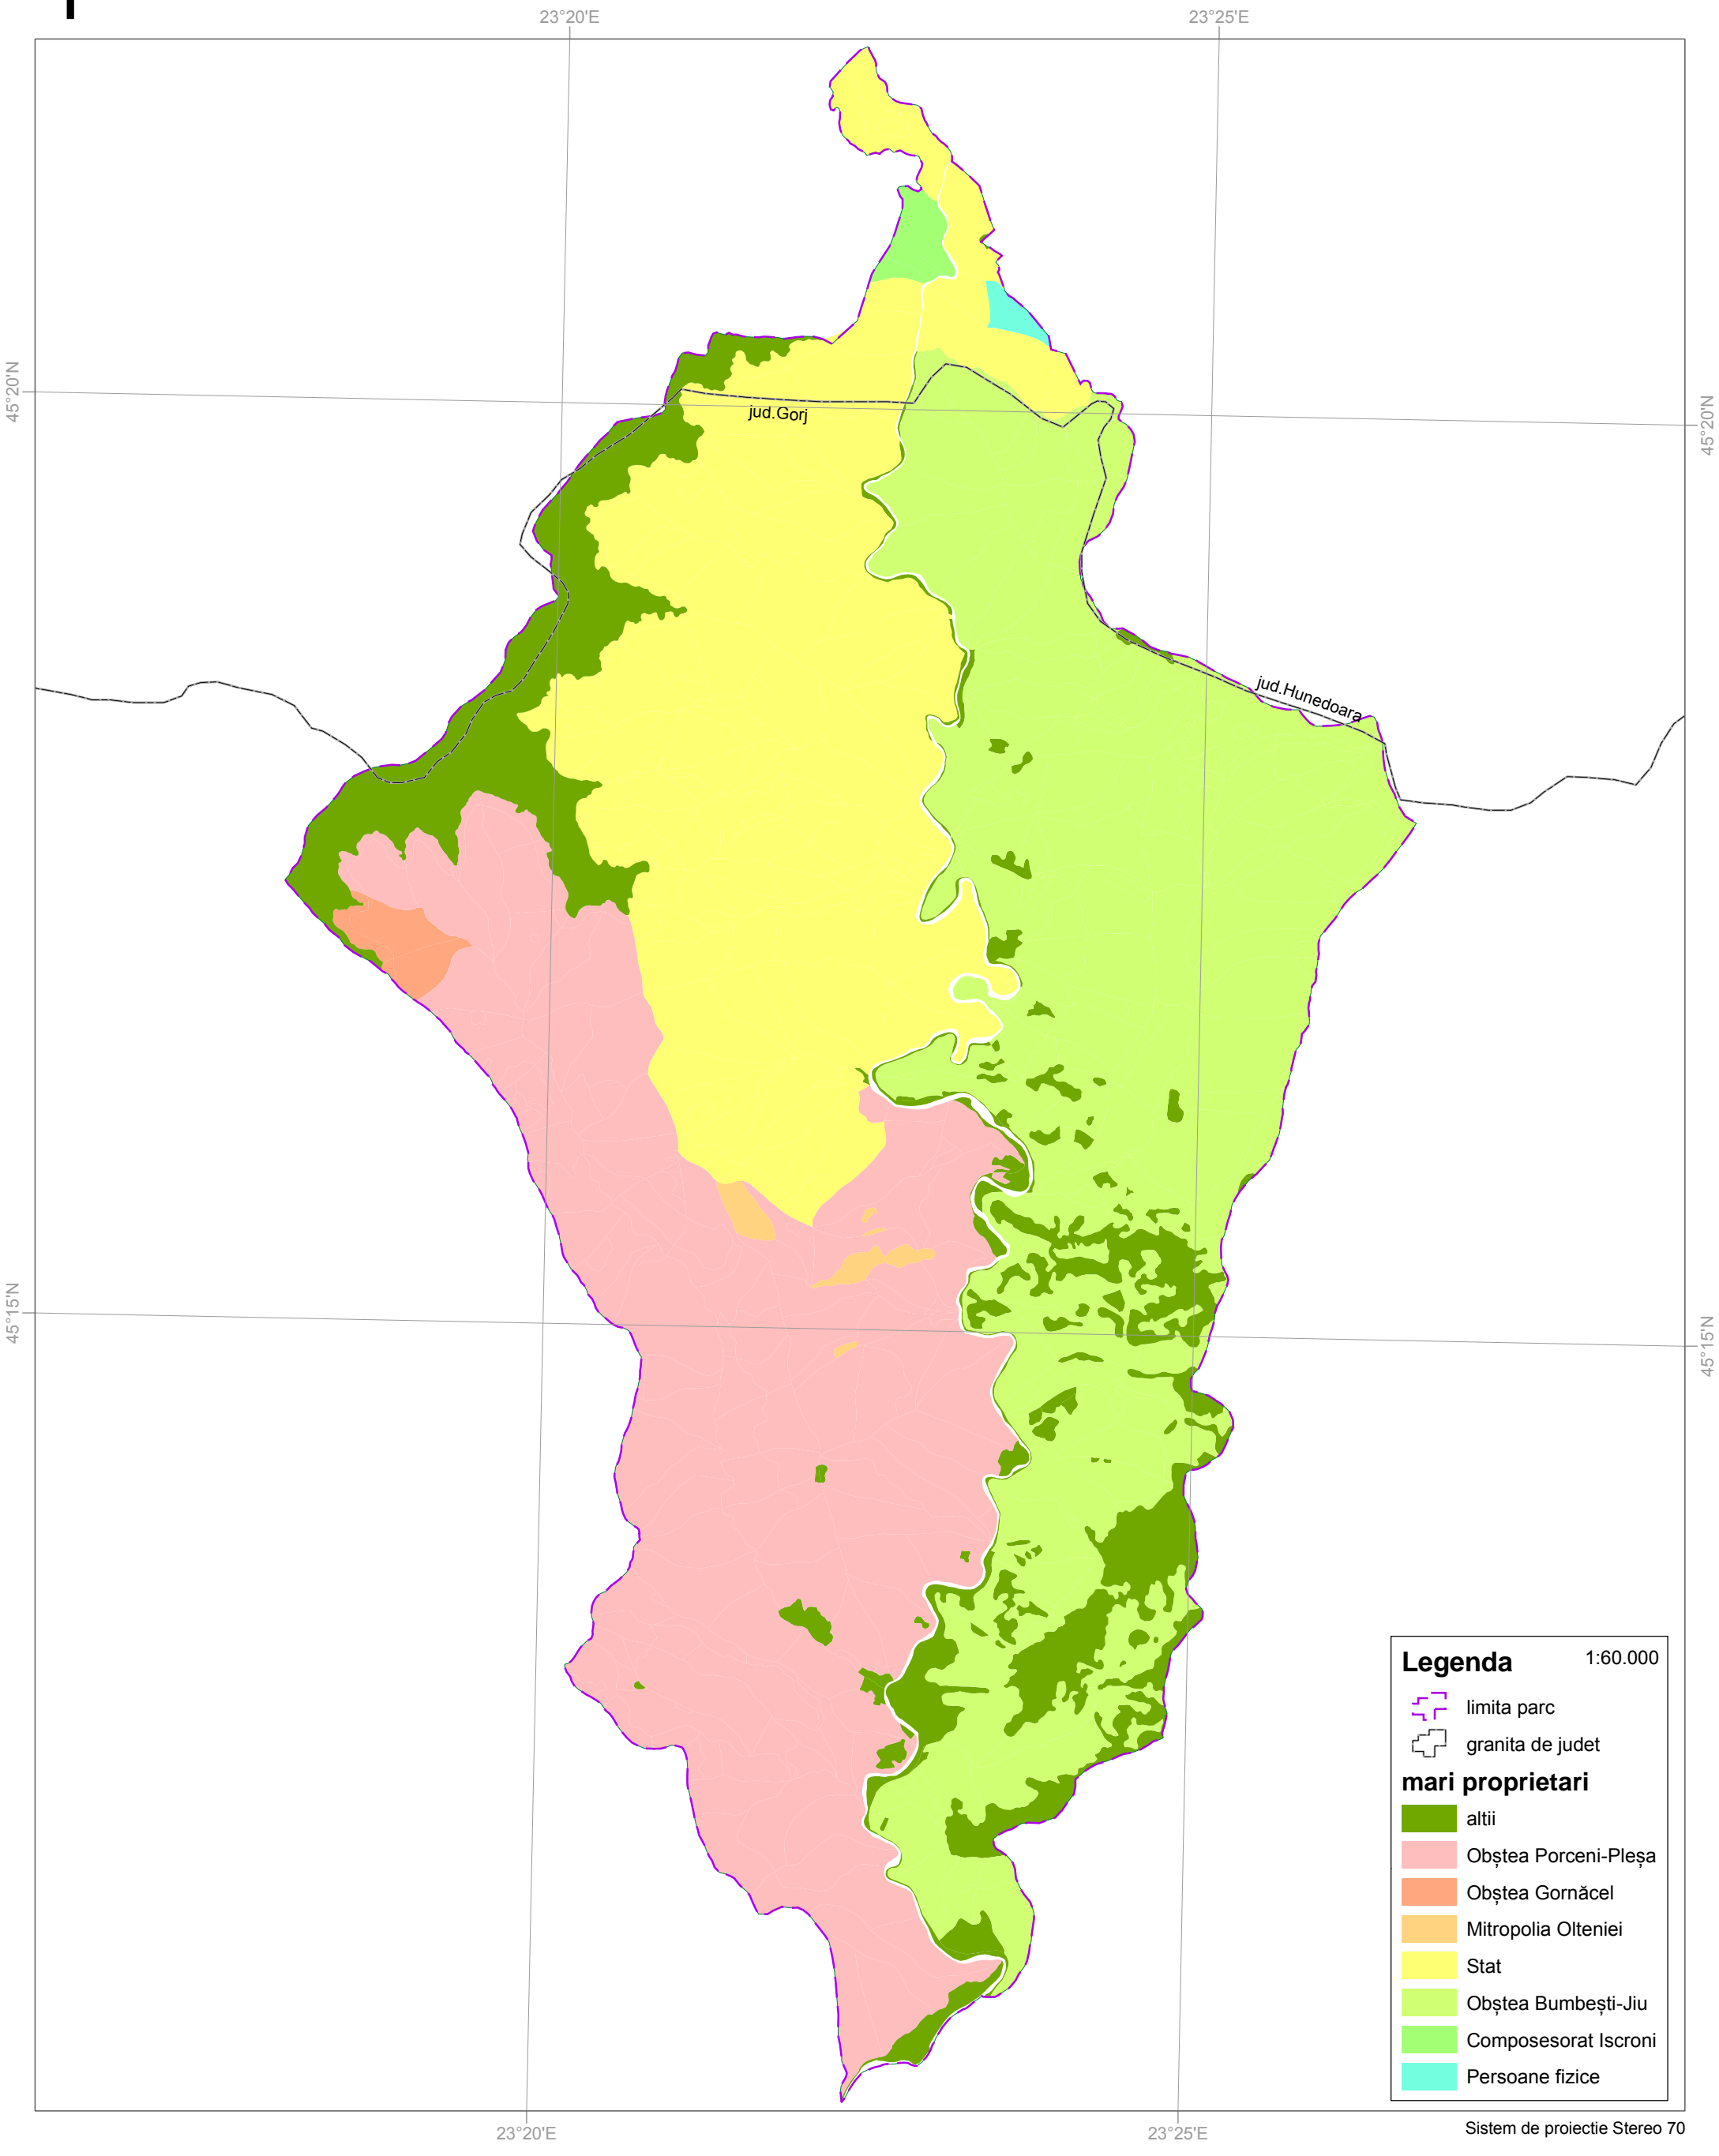 23°20'E
23°25'E
45°20'N
45°20'N
jud.Gorj
jud.Hunedoara
45°15'N
45°15'N
Legenda 1:60.000
limita parc
granita de judet
mari proprietari
altii
Obștea Porceni-Pleșa
Obștea Gornăcel
Mitropolia Olteniei
Stat
Obștea Bumbești-Jiu
Composesorat Iscroni
Persoane fizice
23°20'E
23°25'E
Sistem de proiectie Stereo 70